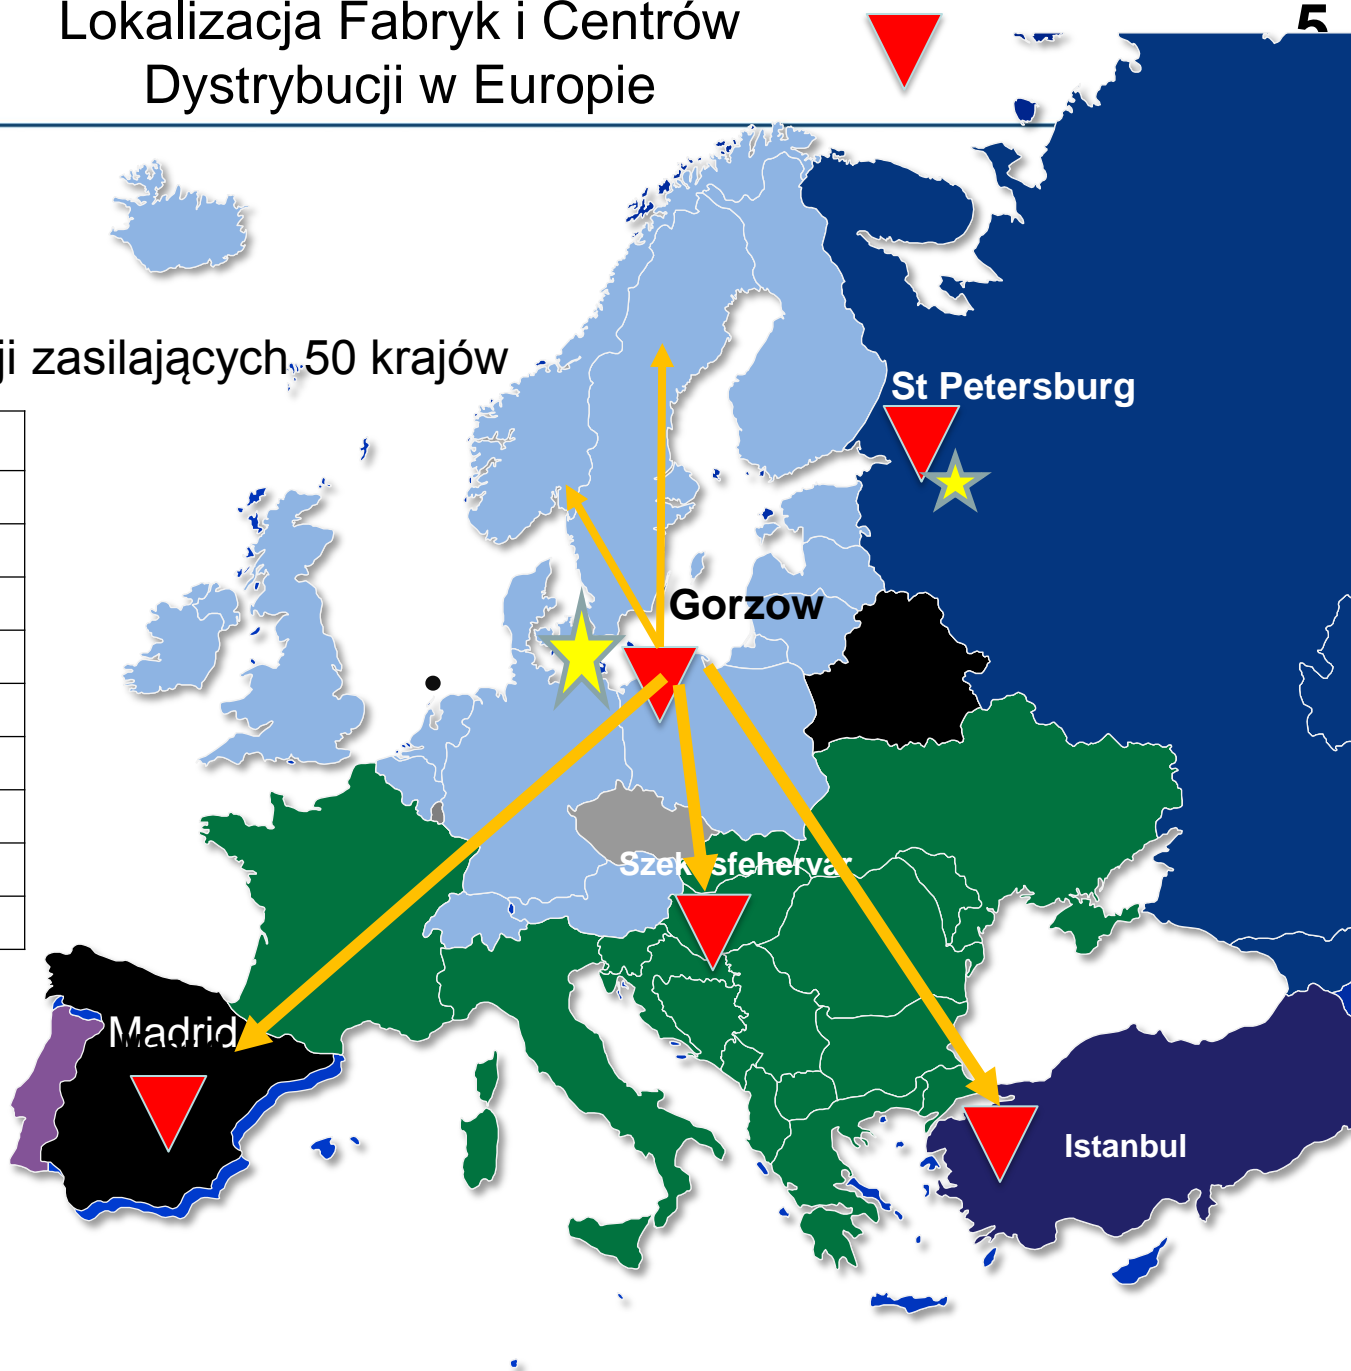 Lokalizacja Fabryk i Centrów
Dystrybucji w Europie
5
ji zasilających 50 krajów
St Petersburg
Gorzow
Madrid
Istanbul